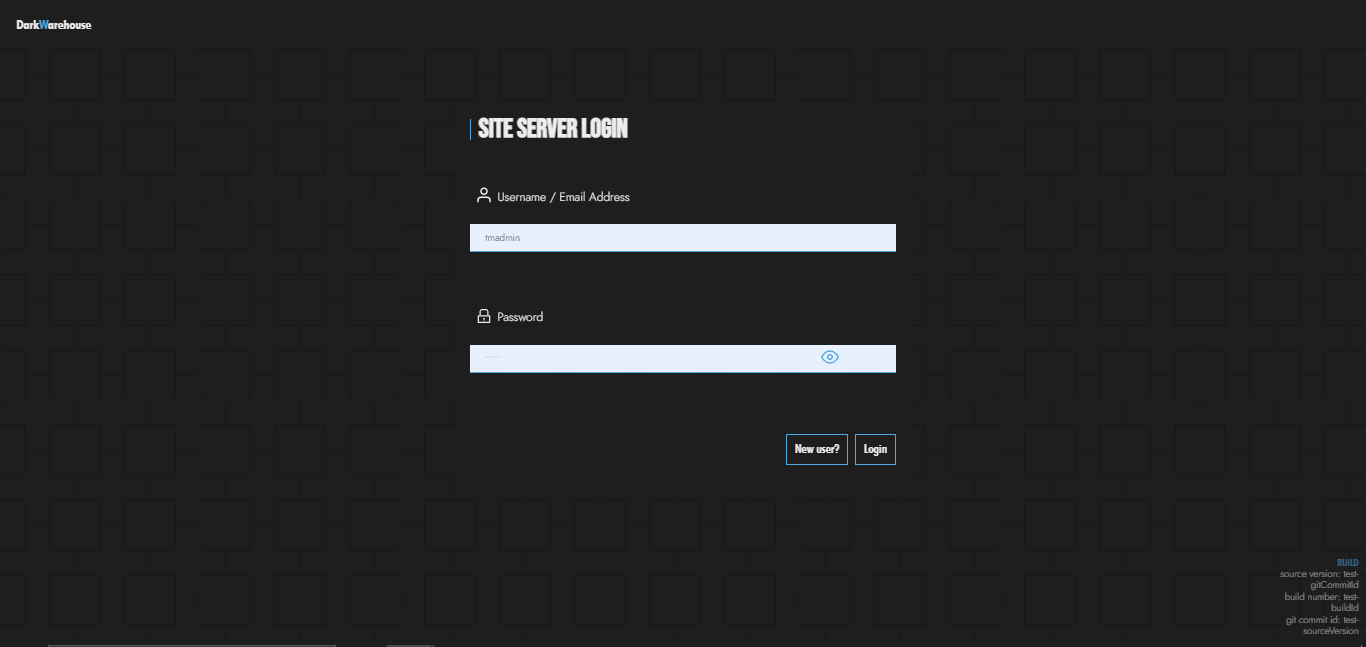 DarkWarehouse
SITE SERVER LOGIN
Username / Email Address
tmadmin
Password
·····
New user?
Login
BUILD
source version: test-
gitCommitId
build number: test-
buildId
git commit id: test-
sourceVersion